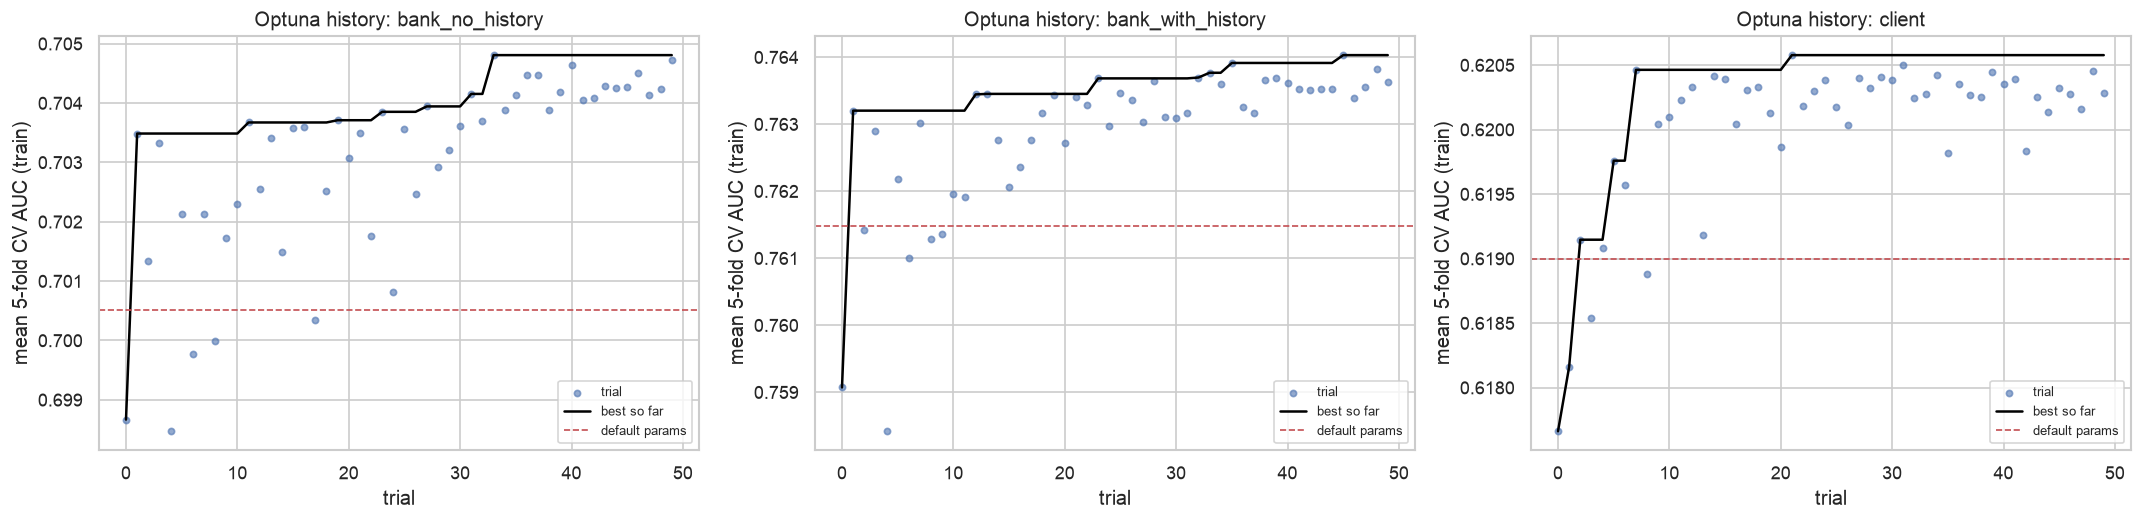 Optuna history: bank_no_history
mean 5-fold CV AUC (train)
0.705
0.704
0.703
0.702
0.701
0.700
0.699
0
10
20
30
40
50
trial
trial
best so far
default params
Optuna history: bank_with_history
mean 5-fold CV AUC (train)
0.764
0.763
0.762
0.761
0.760
0.759
0
10
20
30
40
50
trial
trial
best so far
default params
Optuna history: client
mean 5-fold CV AUC (train)
0.6205
0.6200
0.6195
0.6190
0.6185
0.6180
0
10
20
30
40
50
trial
trial
best so far
default params